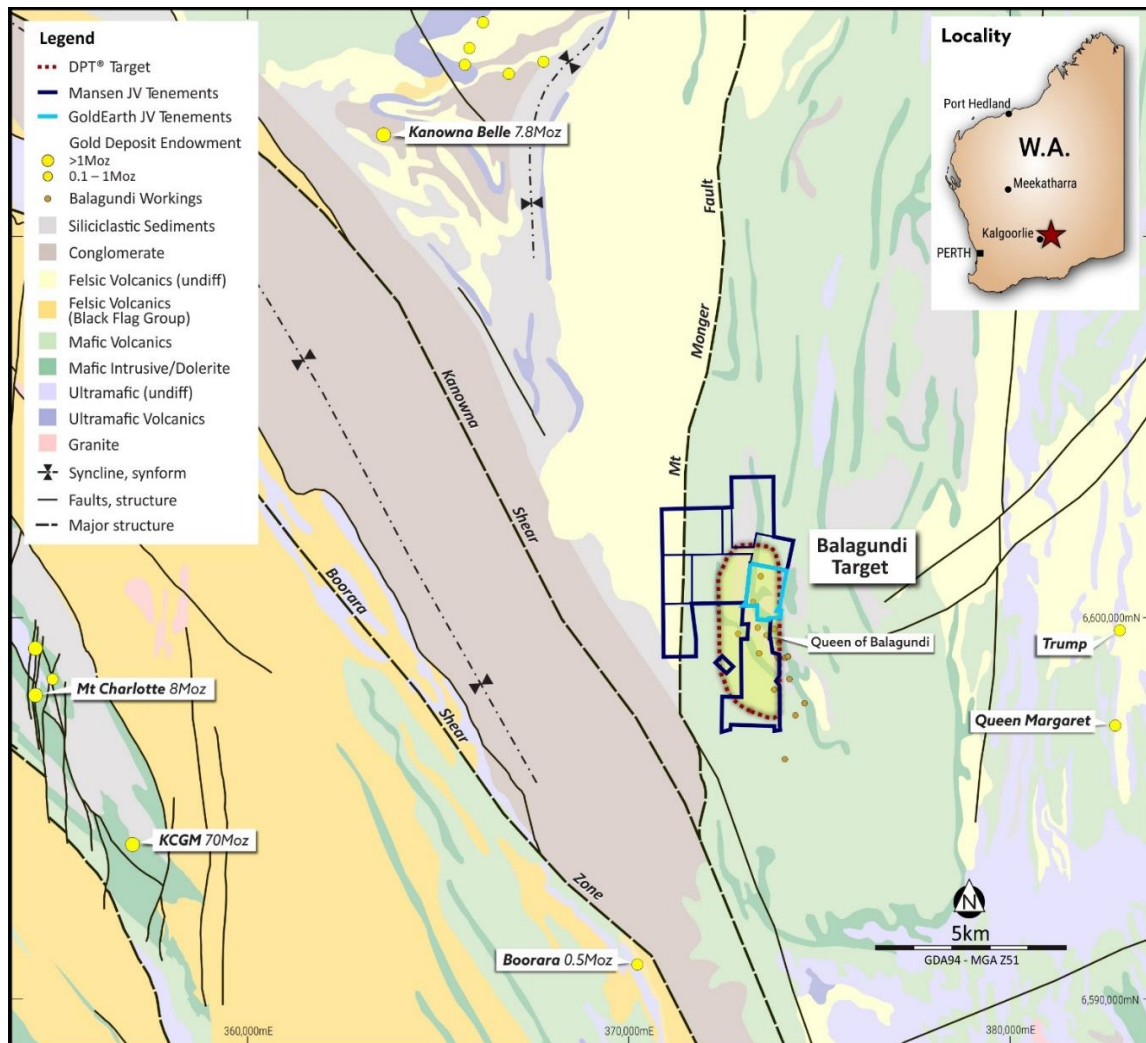 Legend
DPT® Target
Mansen JV Tenements
GoldEarth JV Tenements
Gold Deposit Endowment
>1Moz
0.1 – 1Moz
Balagundi Workings
Siliciclastic Sediments
Conglomerate
Felsic Volcanics (undiff)
Felsic Volcanics
(Black Flag Group)
Mafic Volcanics
Mafic Intrusive/Dolerite
Ultramafic (undiff)
Ultramafic Volcanics
Granite
Syncline, synform
Faults, structure
Major structure
Locality
Port Hedland
W.A.
Meekatharra
Kalgoorlie
PERTH
Kanowna Belle 7.8Moz
Mt Monger Fault
Kanowna Shear
Boorara Shear Zone
Balagundi
Target
Queen of Balagundi
6,600,000mN
Trump
Queen Margaret
Mt Charlotte 8Moz
KCGM 70Moz
Boorara 0.5Moz
N
5km
GDA94 - MGA Z51
6,590,000mN
360,000mE
370,000mE
380,000mE